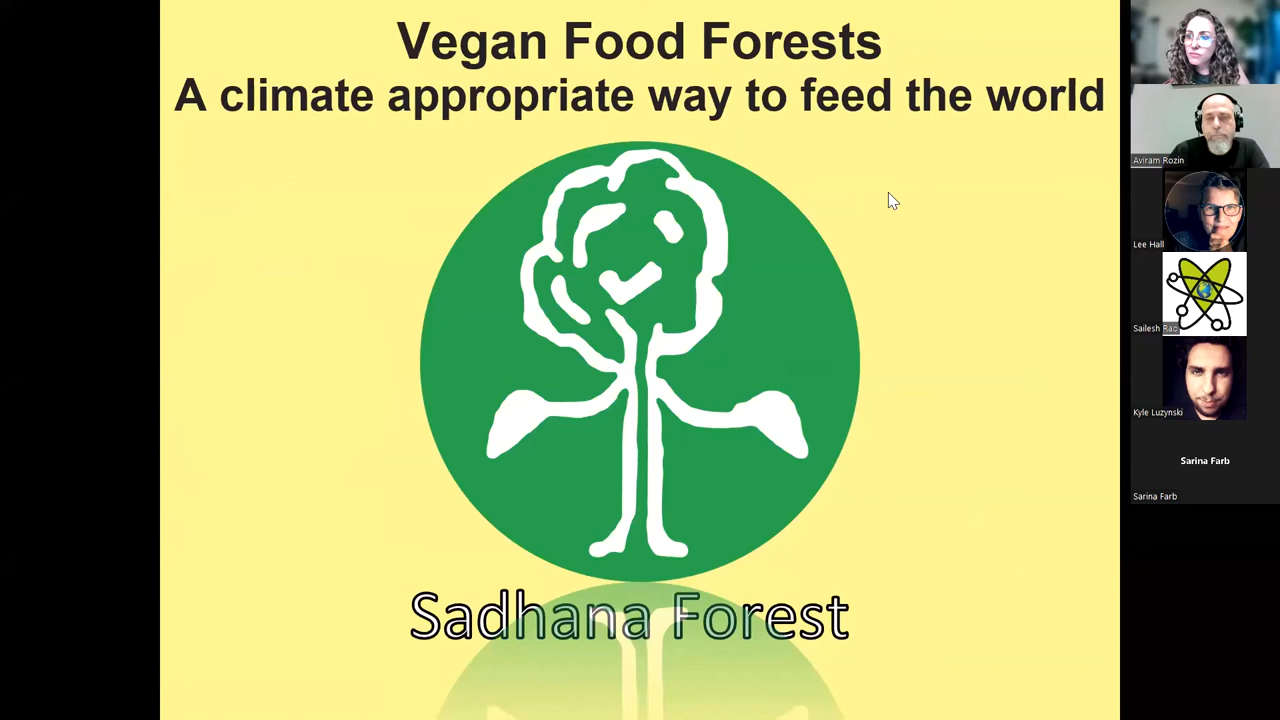 Vegan Food Forests
A climate appropriate way to feed the world
Sadhana Forest
Aviram Rozin
Lee Hall
Sailesh Rao
Kyle Luzynski
Sarina Farb
Sarina Farb